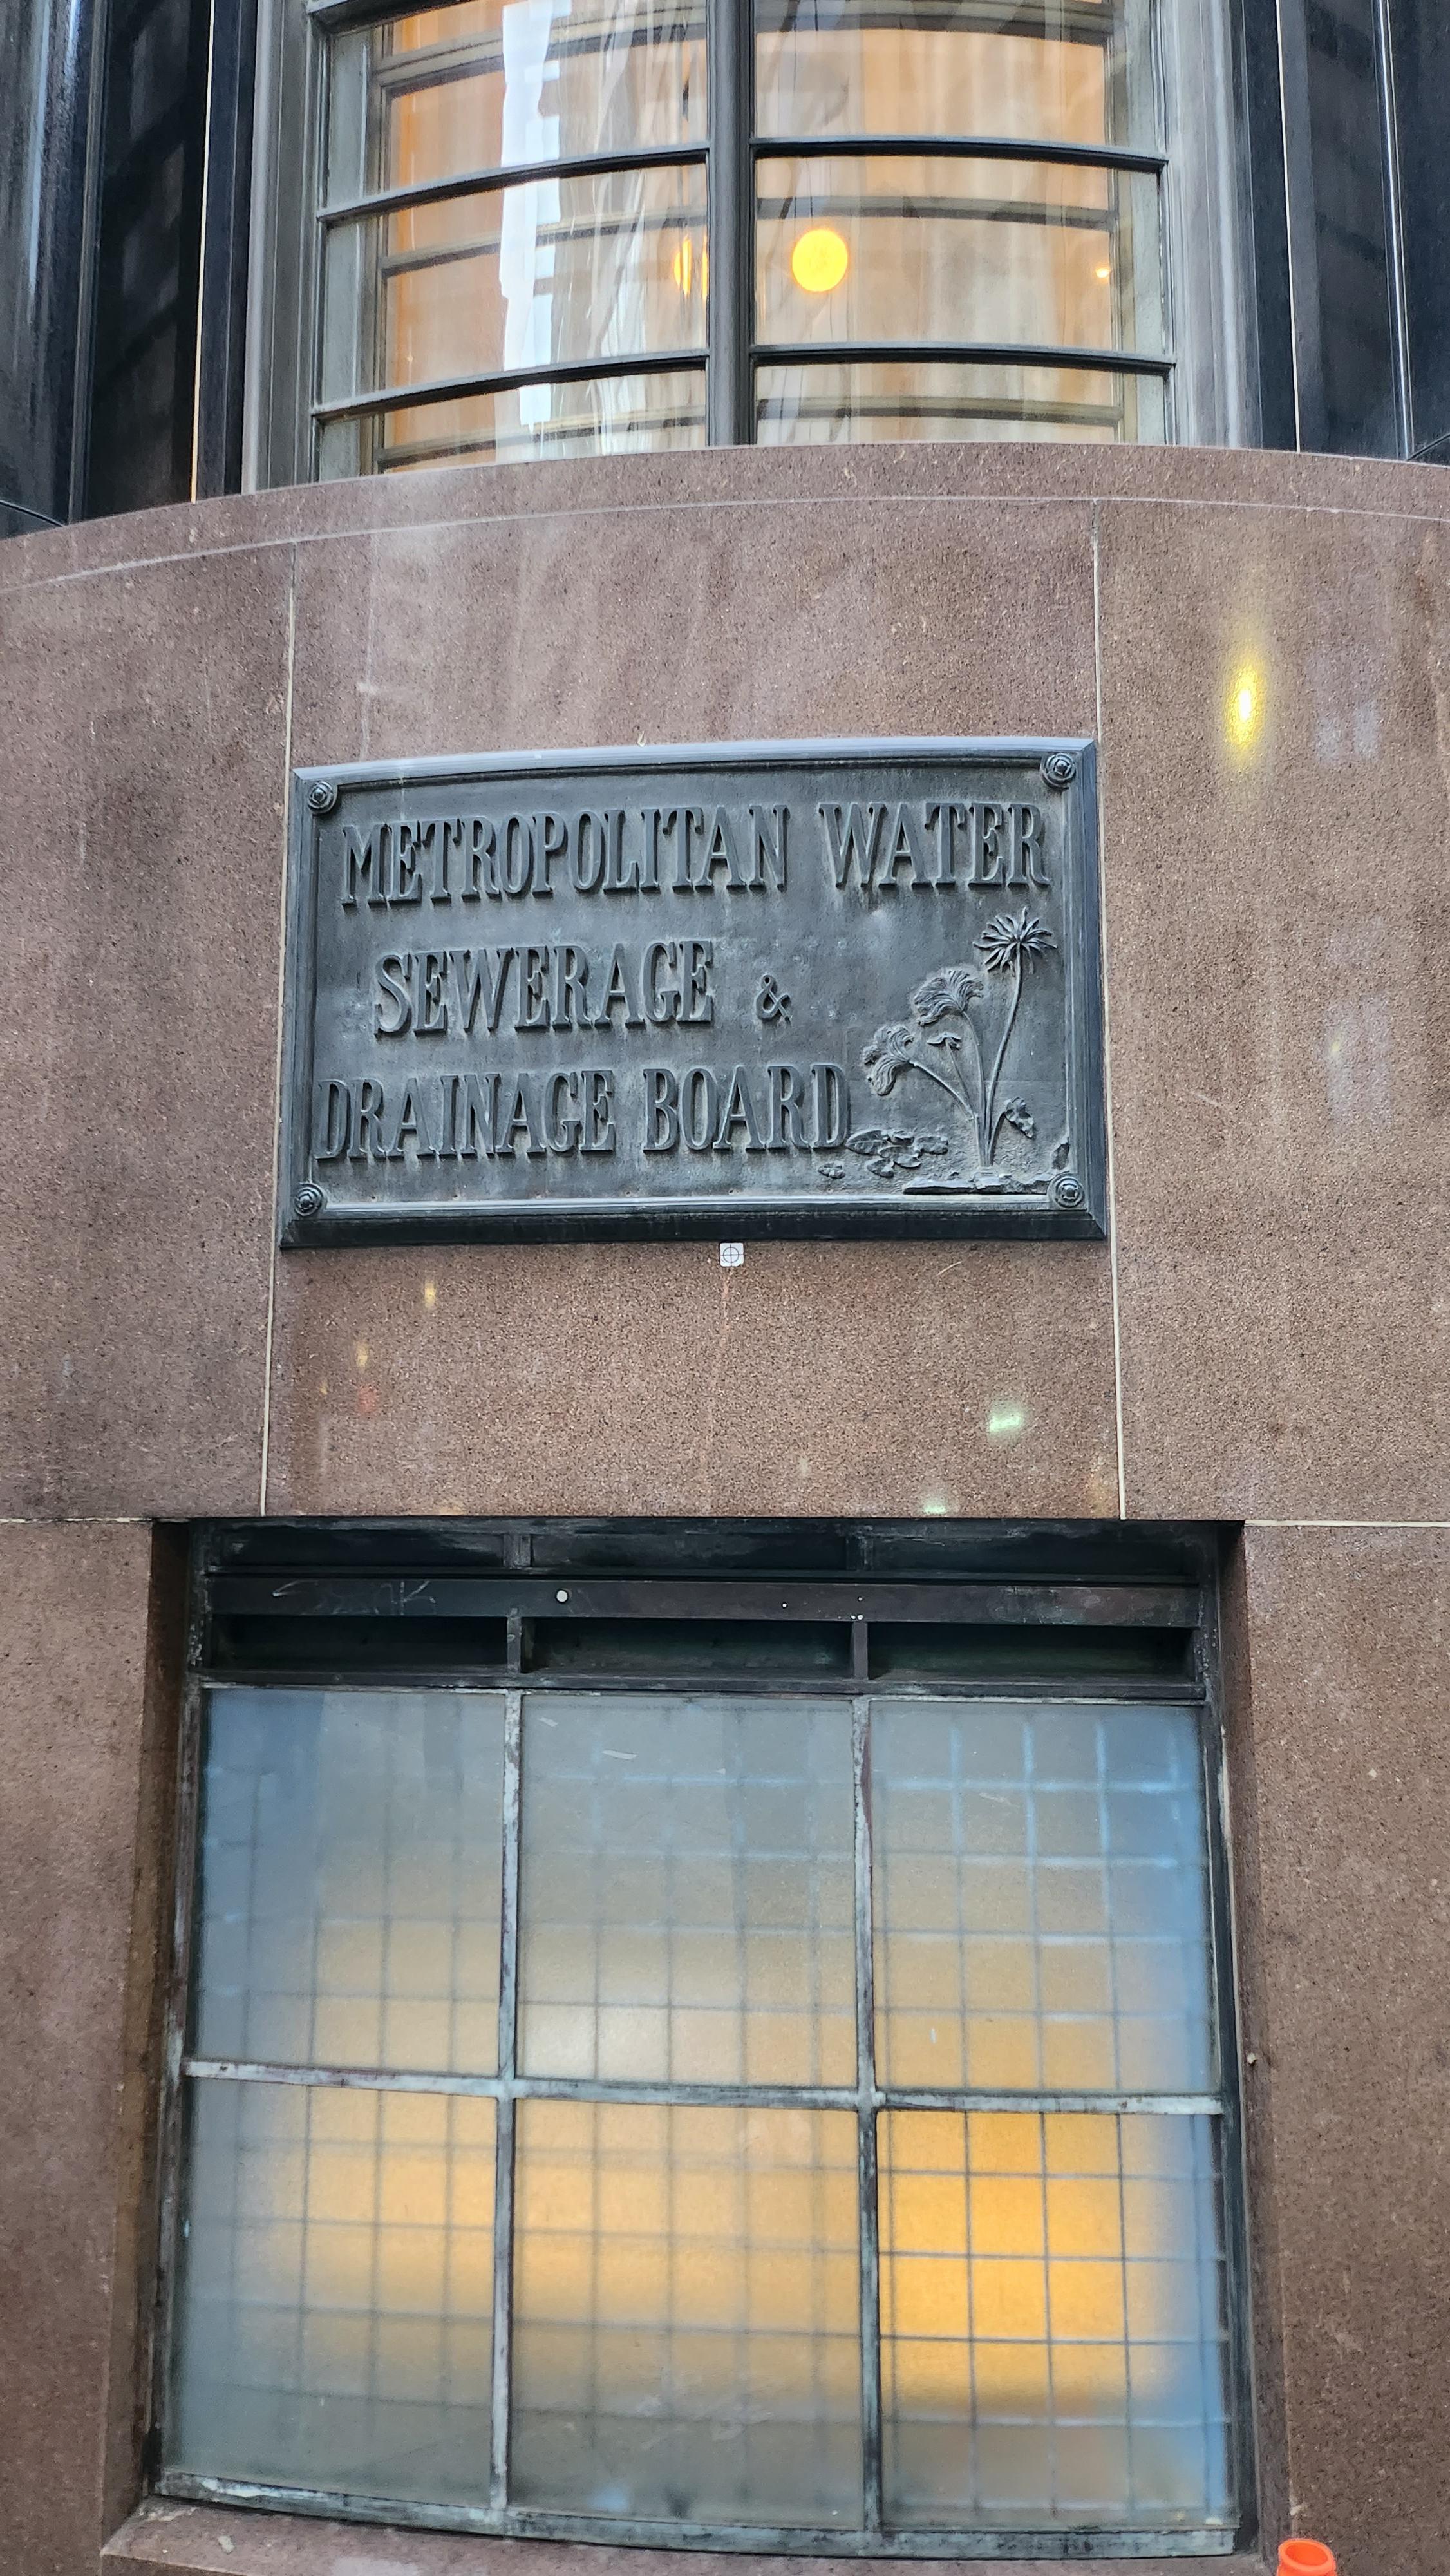 METROPOLITAN WATER
SEWERAGE &
DRAINAGE BOARD